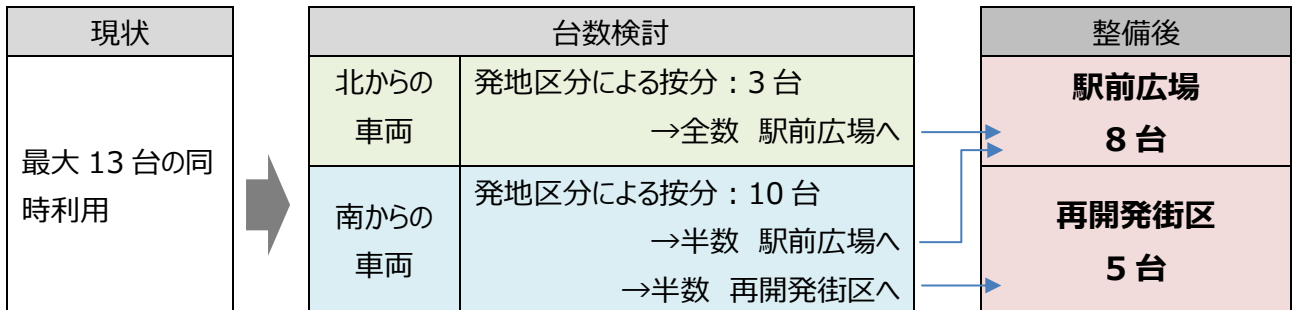 現状
最大 13 台の同
時利用
台数検討
北からの
車両
発地区分による按分：3 台
→全数 駅前広場へ
南からの
車両
発地区分による按分：10 台
→半数 駅前広場へ
→半数 再開発街区へ
整備後
駅前広場
8 台
再開発街区
5 台